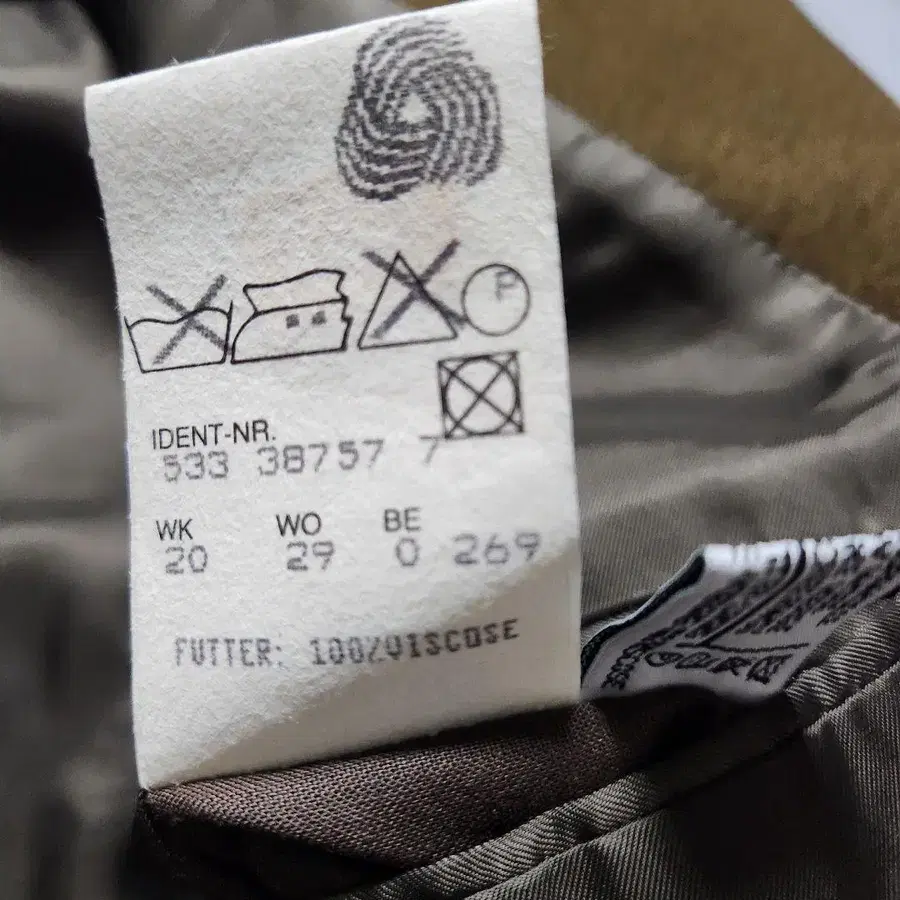 P
IDENT-NR.
533 38757 7
WK WO BE
20 29 0 269
FUTTER: 100%VISCOSE